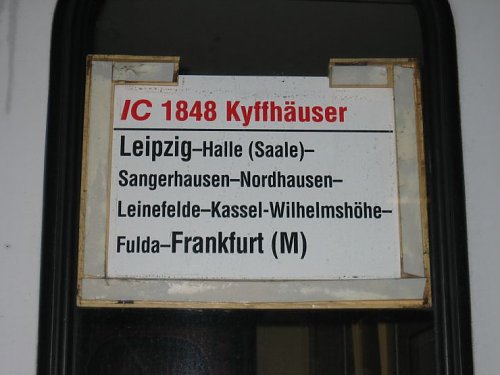 IC 1848 Kyffhäuser
Leipzig–Halle (Saale)–
Sangerhausen–Nordhausen–
Leinefelde–Kassel-Wilhelmshöhe–
Fulda–Frankfurt (M)